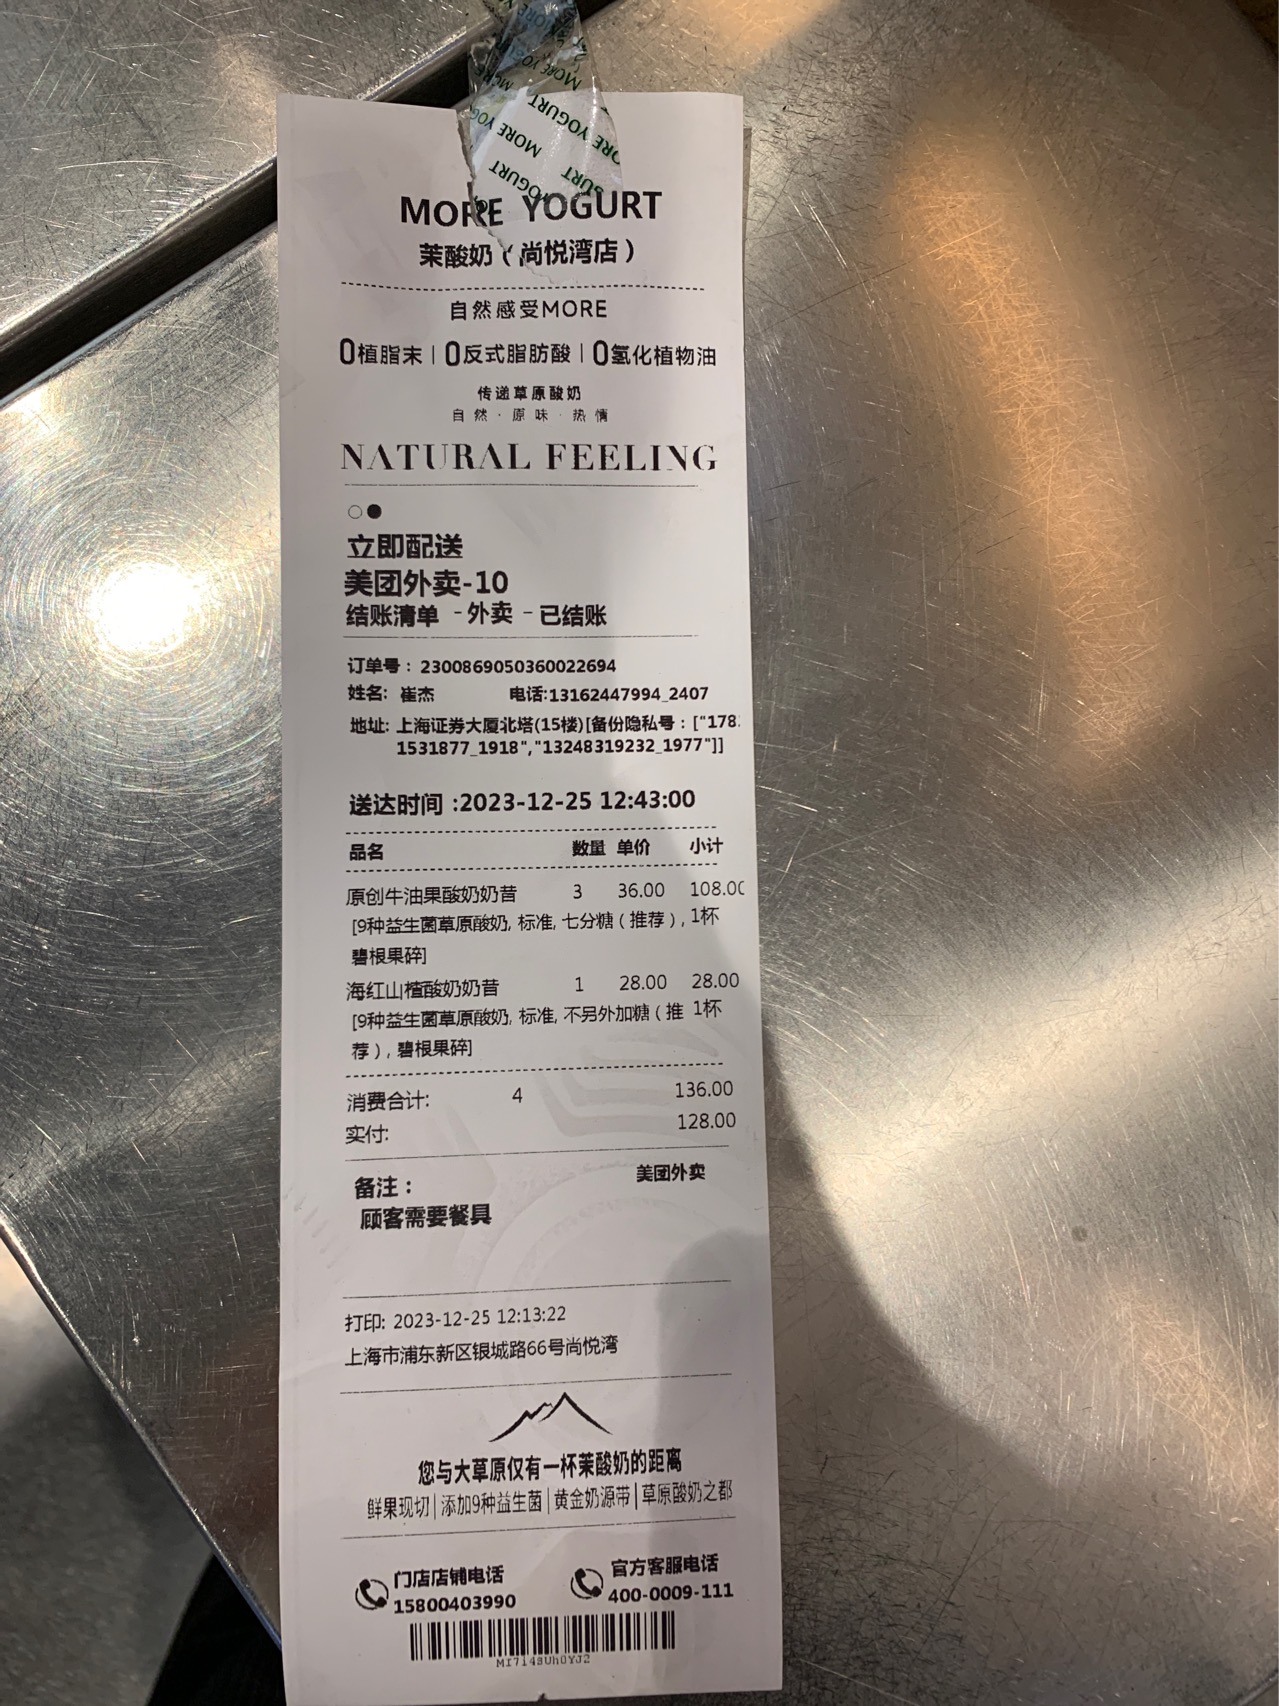 MORE YOGURT
MORE YOGURT
MORE YOGURT
YOGURT
MORE YOGURT
茉酸奶（尚悦湾店）
自然感受MORE
0植脂末 | 0反式脂肪酸 | 0氢化植物油
传递草原酸奶
自然·原味·热情
NATURAL FEELING
立即配送
美团外卖-10
结账清单 - 外卖 - 已结账
订单号：2300869050360022694
姓名: 崔杰 电话:13162447994_2407
地址: 上海证券大厦北塔(15楼)[备份隐私号：["178
1531877_1918","13248319232_1977"]]
送达时间 :2023-12-25 12:43:00
品名 数量 单价 小计
原创牛油果酸奶奶昔 3 36.00 108.00
[9种益生菌草原酸奶, 标准, 七分糖（推荐）, 1杯
碧根果碎]
海红山楂酸奶奶昔 1 28.00 28.00
[9种益生菌草原酸奶, 标准, 不另外加糖（推 1杯
荐）, 碧根果碎]
消费合计: 4 136.00
实付: 128.00
美团外卖
备注：
顾客需要餐具
打印: 2023-12-25 12:13:22
上海市浦东新区银城路66号尚悦湾
您与大草原仅有一杯茉酸奶的距离
鲜果现切 | 添加9种益生菌 | 黄金奶源带 | 草原酸奶之都
门店店铺电话 官方客服电话
15800403990 400-0009-111